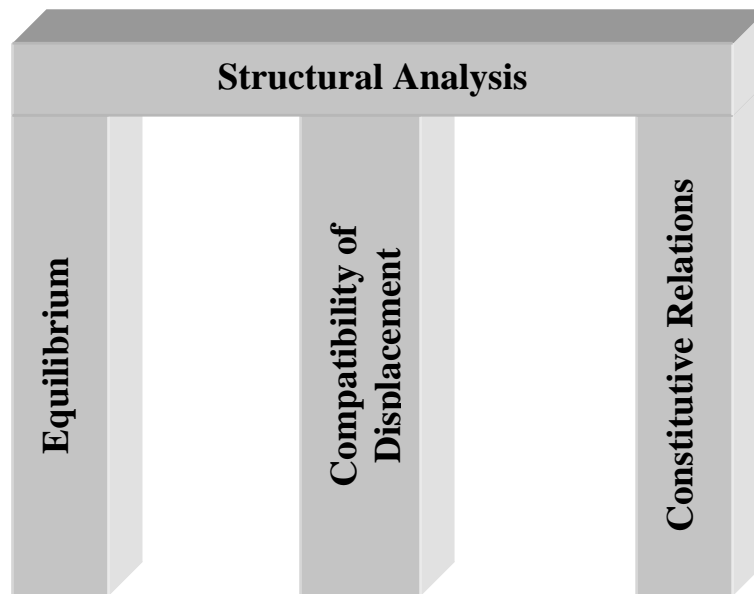 Structural Analysis
Equilibrium
Compatibility of
Displacement
Constitutive Relations